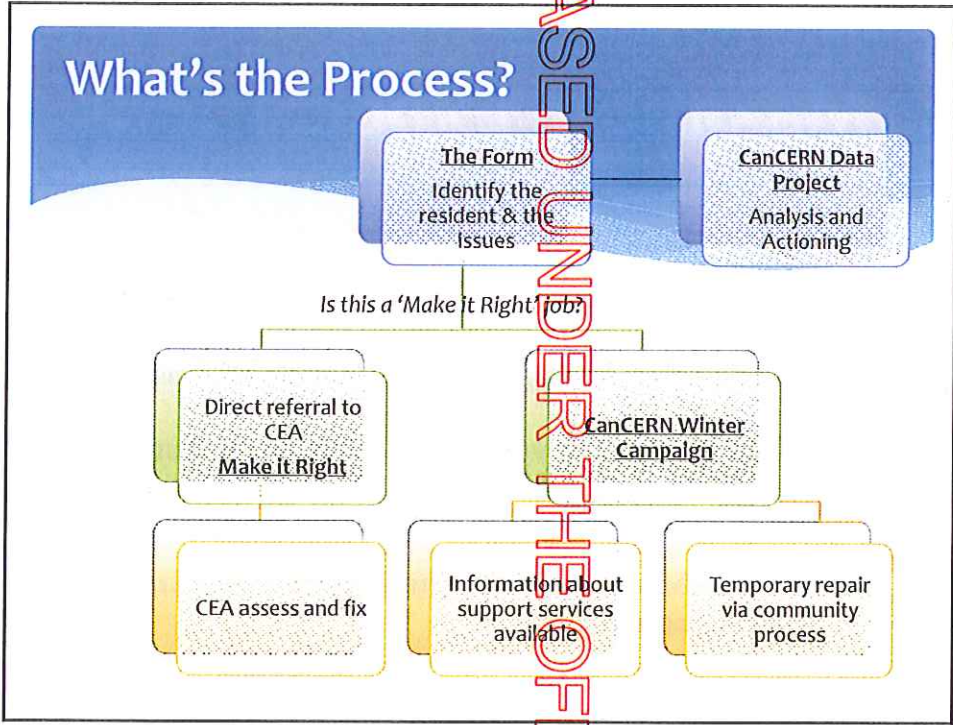 What's the Process?
The Form
Identify the
resident & the
Issues
CanCERN Data
Project
Analysis and
Actioning
Is this a 'Make it Right' job?
Direct referral to
CEA
Make it Right
CanCERN Winter
Campaign
CEA assess and fix
Information about
support services
available
Temporary repair
via community
process
ASED UNDER THE OF